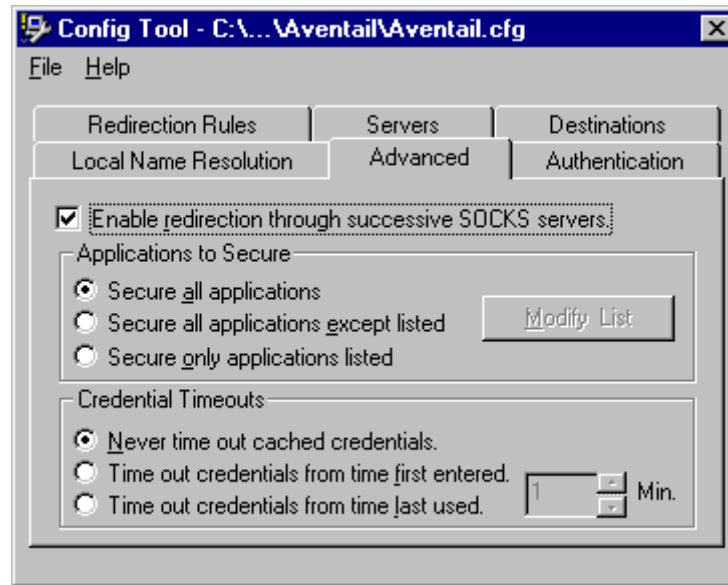 Config Tool - C:\...\Aventail\Aventail.cfg
File Help
Redirection Rules Servers Destinations
Local Name Resolution Advanced Authentication
Enable redirection through successive SOCKS servers.
Applications to Secure
Secure all applications
Secure all applications except listed
Modify List
Secure only applications listed
Credential Timeouts
Never time out cached credentials.
Time out credentials from time first entered.
1 Min.
Time out credentials from time last used.